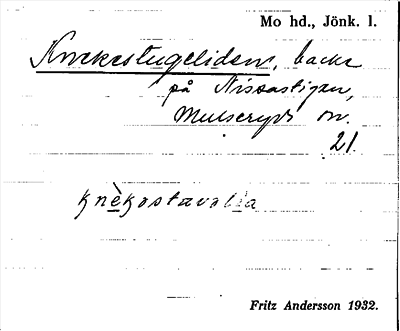 Mo hd., Jönk. l.
Knekastugeliden, backe
på Nissastigen,
Mulseryds sn.
21.
Fritz Andersson 1932.